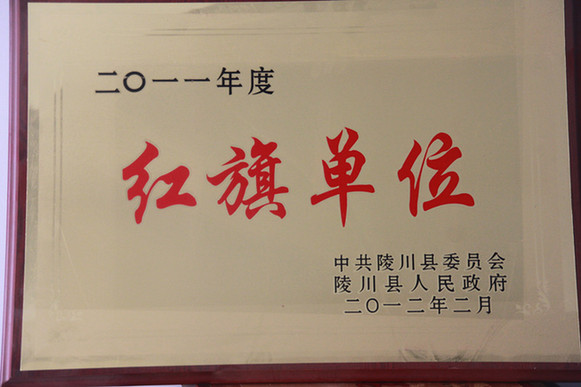 二〇一一年度
红旗单位
中共陵川县委员会
陵川县人民政府
二〇一二年二月